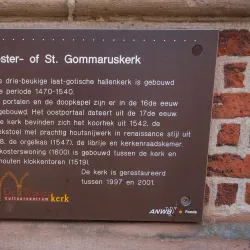 ester- of St. Gommaruskerk
e drie-beukige laat-gotische hallenkerk is gebouwd
e periode 1470-1540.
portalen en de doopkapel zijn er in de 16de eeuw
gebouwd. Het oostportaal dateert uit de 17de eeuw.
e kerk bevinden zich het koorhek uit 1542, de
ekstoel met prachtig houtsnijwerk in renaissance stijl uit
8, de orgelkas (1547), de librije en kerkenraadskamer.
kosterswoning (1600) is gebouwd tussen de kerk en
houten klokkentoren (1519).
De kerk is gerestaureerd
tussen 1997 en 2001.
Cultuurcentrum
kerk
ANWB